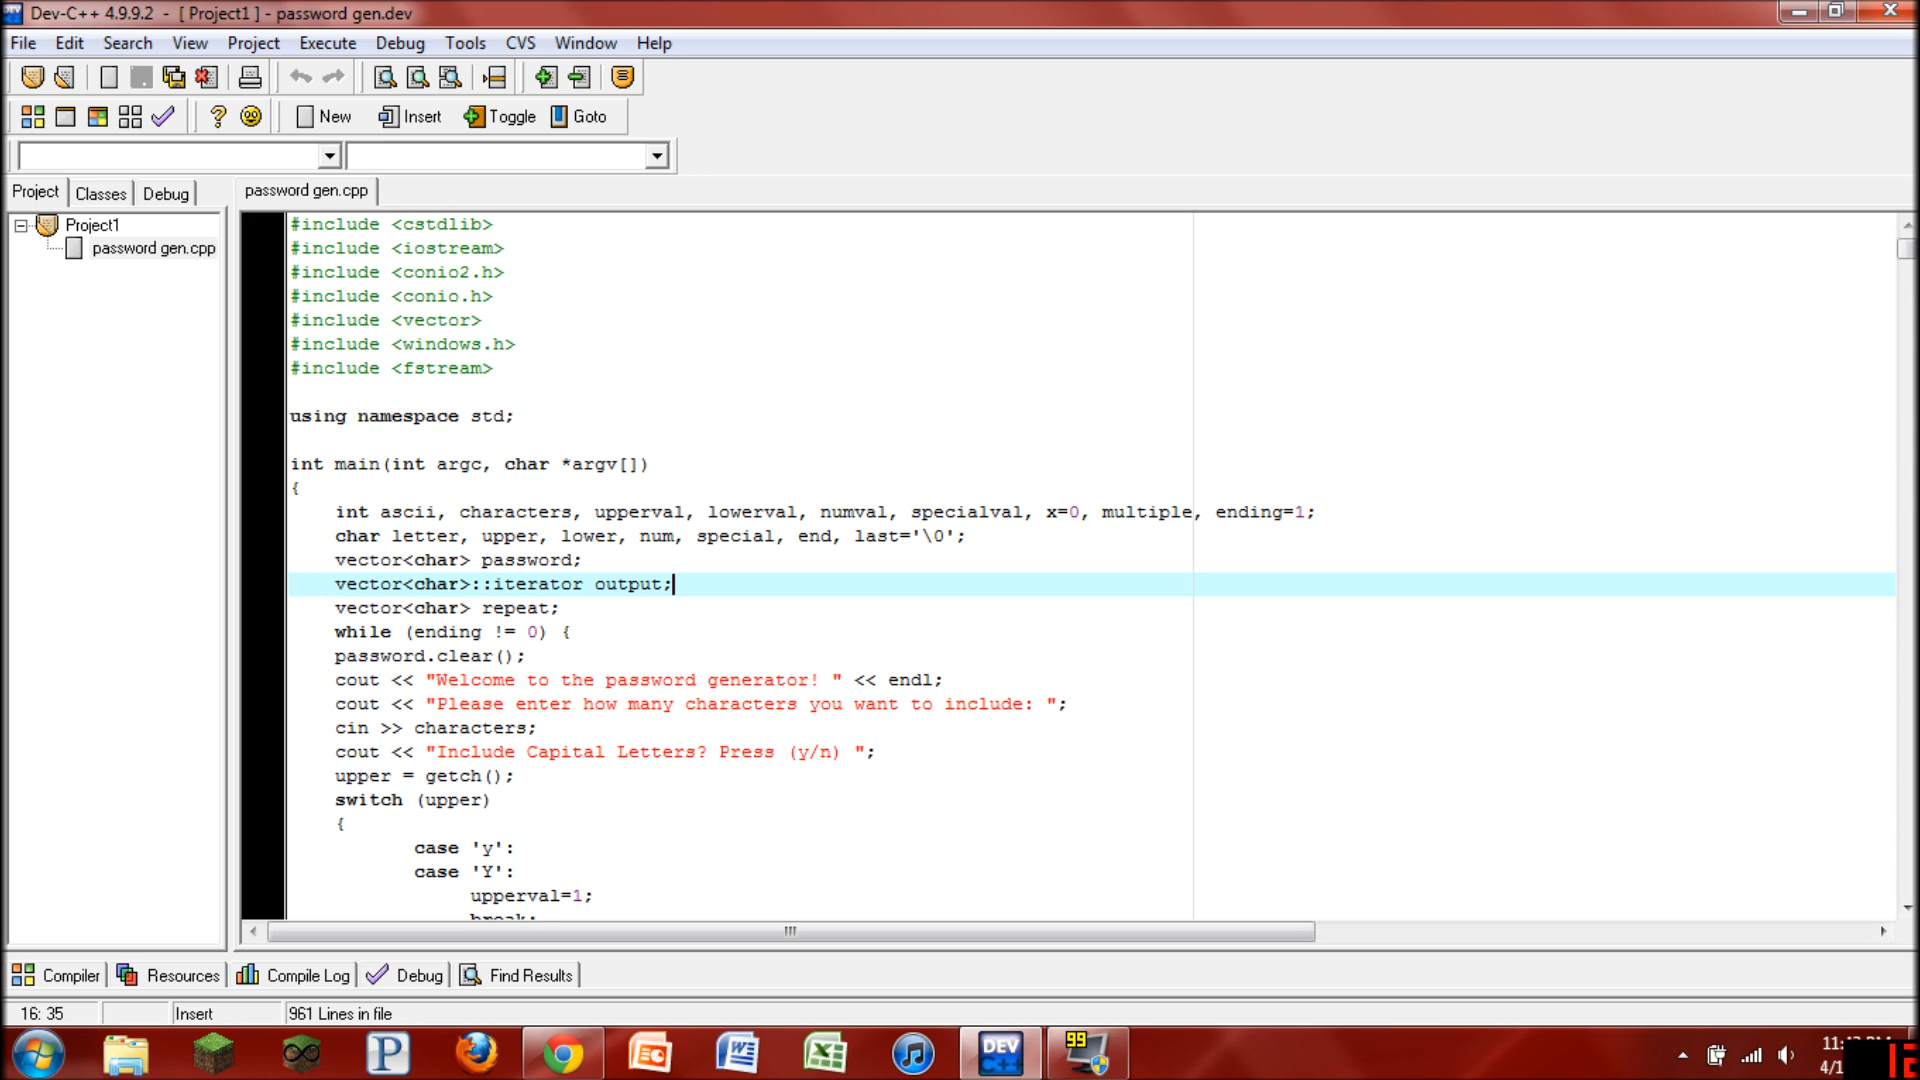 Dev-C++ 4.9.9.2 - [ Project1 ] - password gen.dev
File Edit Search View Project Execute Debug Tools CVS Window Help
New Insert Toggle Goto
Project Classes Debug
password gen.cpp
Project1
password gen.cpp
#include <cstdlib>
#include <iostream>
#include <conio2.h>
#include <conio.h>
#include <vector>
#include <windows.h>
#include <fstream>
using namespace std;
int main(int argc, char *argv[])
{
int ascii, characters, upperval, lowerval, numval, specialval, x=0, multiple, ending=1;
char letter, upper, lower, num, special, end, last='\0';
vector<char> password;
vector<char>::iterator output;
vector<char> repeat;
while (ending != 0) {
password.clear();
cout << "Welcome to the password generator! " << endl;
cout << "Please enter how many characters you want to include: ";
cin >> characters;
cout << "Include Capital Letters? Press (y/n) ";
upper = getch();
switch (upper)
{
case 'y':
case 'Y':
upperval=1;
break;
Compiler Resources Compile Log Debug Find Results
16: 35 Insert 961 Lines in file
P DEV C++ 99
4/1